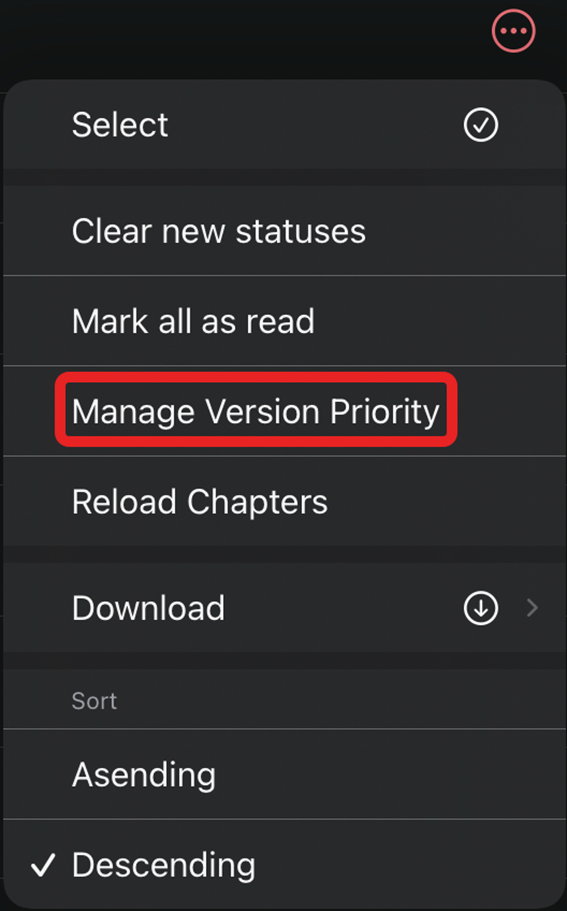 Select
Clear new statuses
Mark all as read
Manage Version Priority
Reload Chapters
Download
Sort
Asending
Descending